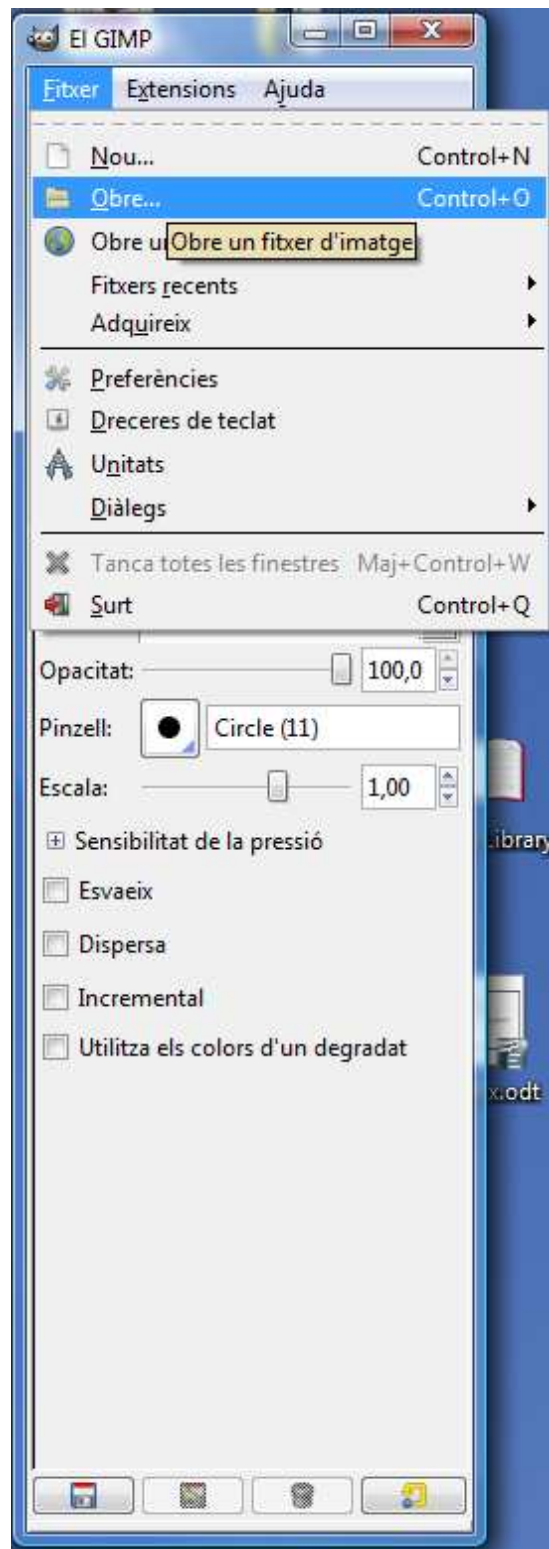 El GIMP
Fitxer Extensions Ajuda
Nou... Control+N
Obre... Control+O
Obre Obre un fitxer d'imatge
Fitxers recents
Adquireix
Preferències
Dreceres de teclat
Unitats
Diàlegs
Tanca totes les finestres Maj+Control+W
Surt Control+Q
Opacitat: 100,0
Pinzell: Circle (11)
Escala: 1,00
Sensibilitat de la pressió
ibrary
Esvaeix
Dispersa
Incremental
Utilitza els colors d'un degradat
x.odt